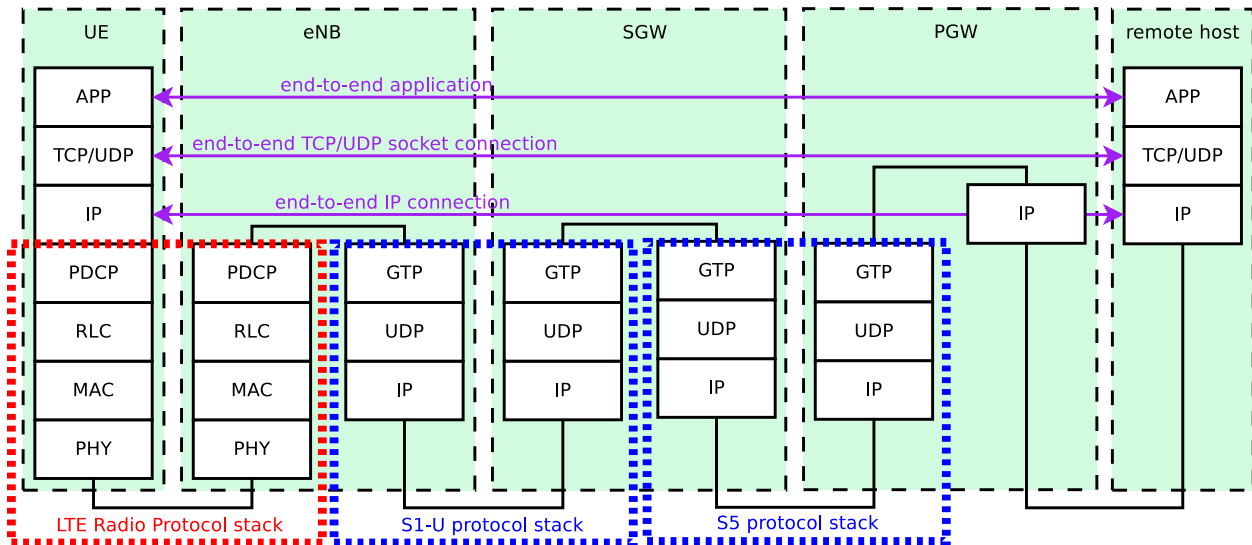 UE
eNB
SGW
PGW
remote host
APP
end-to-end application
APP
TCP/UDP
end-to-end TCP/UDP socket connection
TCP/UDP
IP
end-to-end IP connection
IP
IP
PDCP
PDCP
GTP
GTP
GTP
GTP
RLC
RLC
UDP
UDP
UDP
UDP
MAC
MAC
IP
IP
IP
IP
PHY
PHY
LTE Radio Protocol stack
S1-U protocol stack
S5 protocol stack